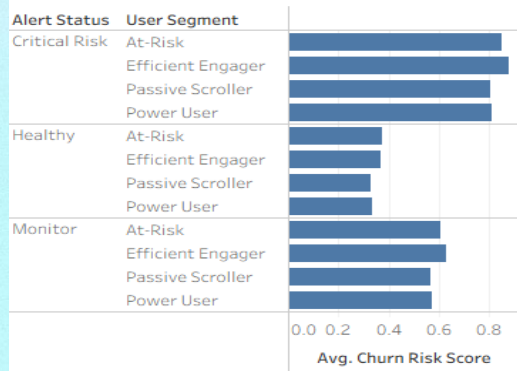 Alert Status User Segment
Critical Risk At-Risk
Efficient Engager
Passive Scroller
Power User
Healthy At-Risk
Efficient Engager
Passive Scroller
Power User
Monitor At-Risk
Efficient Engager
Passive Scroller
Power User
0.0 0.2 0.4 0.6 0.8
Avg. Churn Risk Score